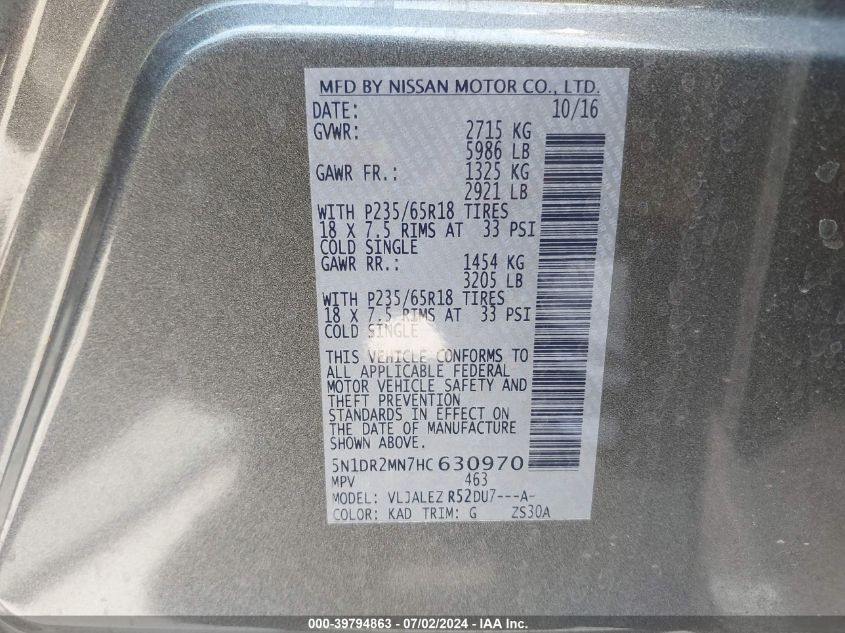 MFD BY NISSAN MOTOR CO., LTD.
DATE: 10/16
GVWR: 2715 KG
5986 LB
GAWR FR.: 1325 KG
2921 LB
WITH P235/65R18 TIRES
18 X 7.5 RIMS AT 33 PSI
COLD SINGLE
GAWR RR.: 1454 KG
3205 LB
WITH P235/65R18 TIRES
18 X 7.5 RIMS AT 33 PSI
COLD SINGLE
THIS VEHICLE CONFORMS TO
ALL APPLICABLE FEDERAL
MOTOR VEHICLE SAFETY AND
THEFT PREVENTION
STANDARDS IN EFFECT ON
THE DATE OF MANUFACTURE
SHOWN ABOVE.
5N1DR2MN7HC 630970
MPV 463
MODEL: VLJALEZ R52DU7---A-
COLOR: KAD TRIM: G ZS30A
000-39794863 - 07/02/2024 - IAA Inc.